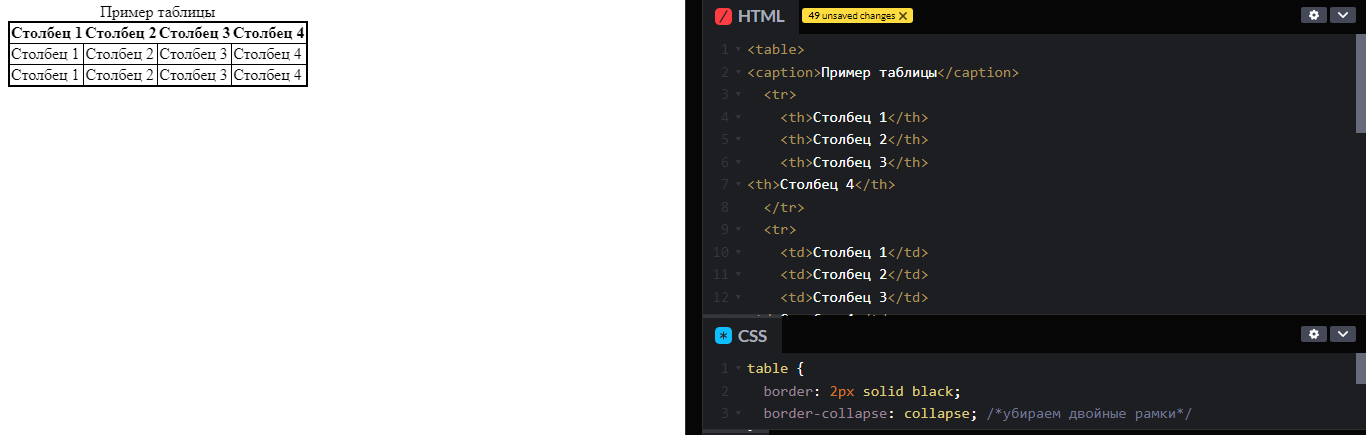 Пример таблицы
Столбец 1 Столбец 2 Столбец 3 Столбец 4
Столбец 1 Столбец 2 Столбец 3 Столбец 4
Столбец 1 Столбец 2 Столбец 3 Столбец 4
HTML 49 unsaved changes
1 <table>
2 <caption>Пример таблицы</caption>
3 <tr>
4 <th>Столбец 1</th>
5 <th>Столбец 2</th>
6 <th>Столбец 3</th>
7 <th>Столбец 4</th>
8 </tr>
9 <tr>
10 <td>Столбец 1</td>
11 <td>Столбец 2</td>
12 <td>Столбец 3</td>
CSS
1 table {
2 border: 2px solid black;
3 border-collapse: collapse; /*убираем двойные рамки*/